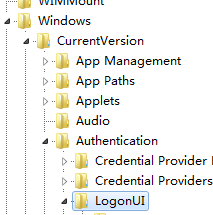 WIMMount
Windows
CurrentVersion
App Management
App Paths
Applets
Audio
Authentication
Credential Provider
Credential Providers
LogonUI